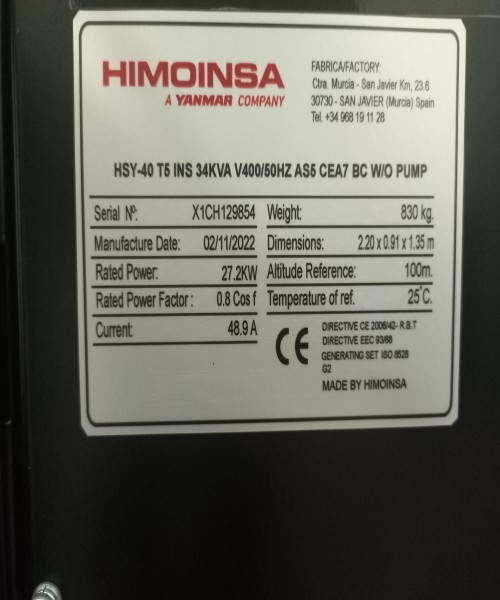 HIMOINSA
A YANMAR COMPANY
FABRICA/FACTORY:
Ctra. Murcia - San Javier Km, 23.6
30730 - SAN JAVIER (Murcia) Spain
Tel. +34 968 19 11 28
HSY-40 T5 INS 34KVA V400/50HZ AS5 CEA7 BC W/O PUMP
Serial Nº: X1CH129854 Weight: 830 kg.
Manufacture Date: 02/11/2022 Dimensions: 2.20 x 0.91 x 1.35 m
Rated Power: 27.2KW Altitude Reference: 100m.
Rated Power Factor : 0.8 Cos f Temperature of ref. 25°C.
Current: 48.9 A
CE
DIRECTIVE CE 2006/42- R.B.T
DIRECTIVE EEC 93/68
GENERATING SET ISO 8528
G2
MADE BY HIMOINSA